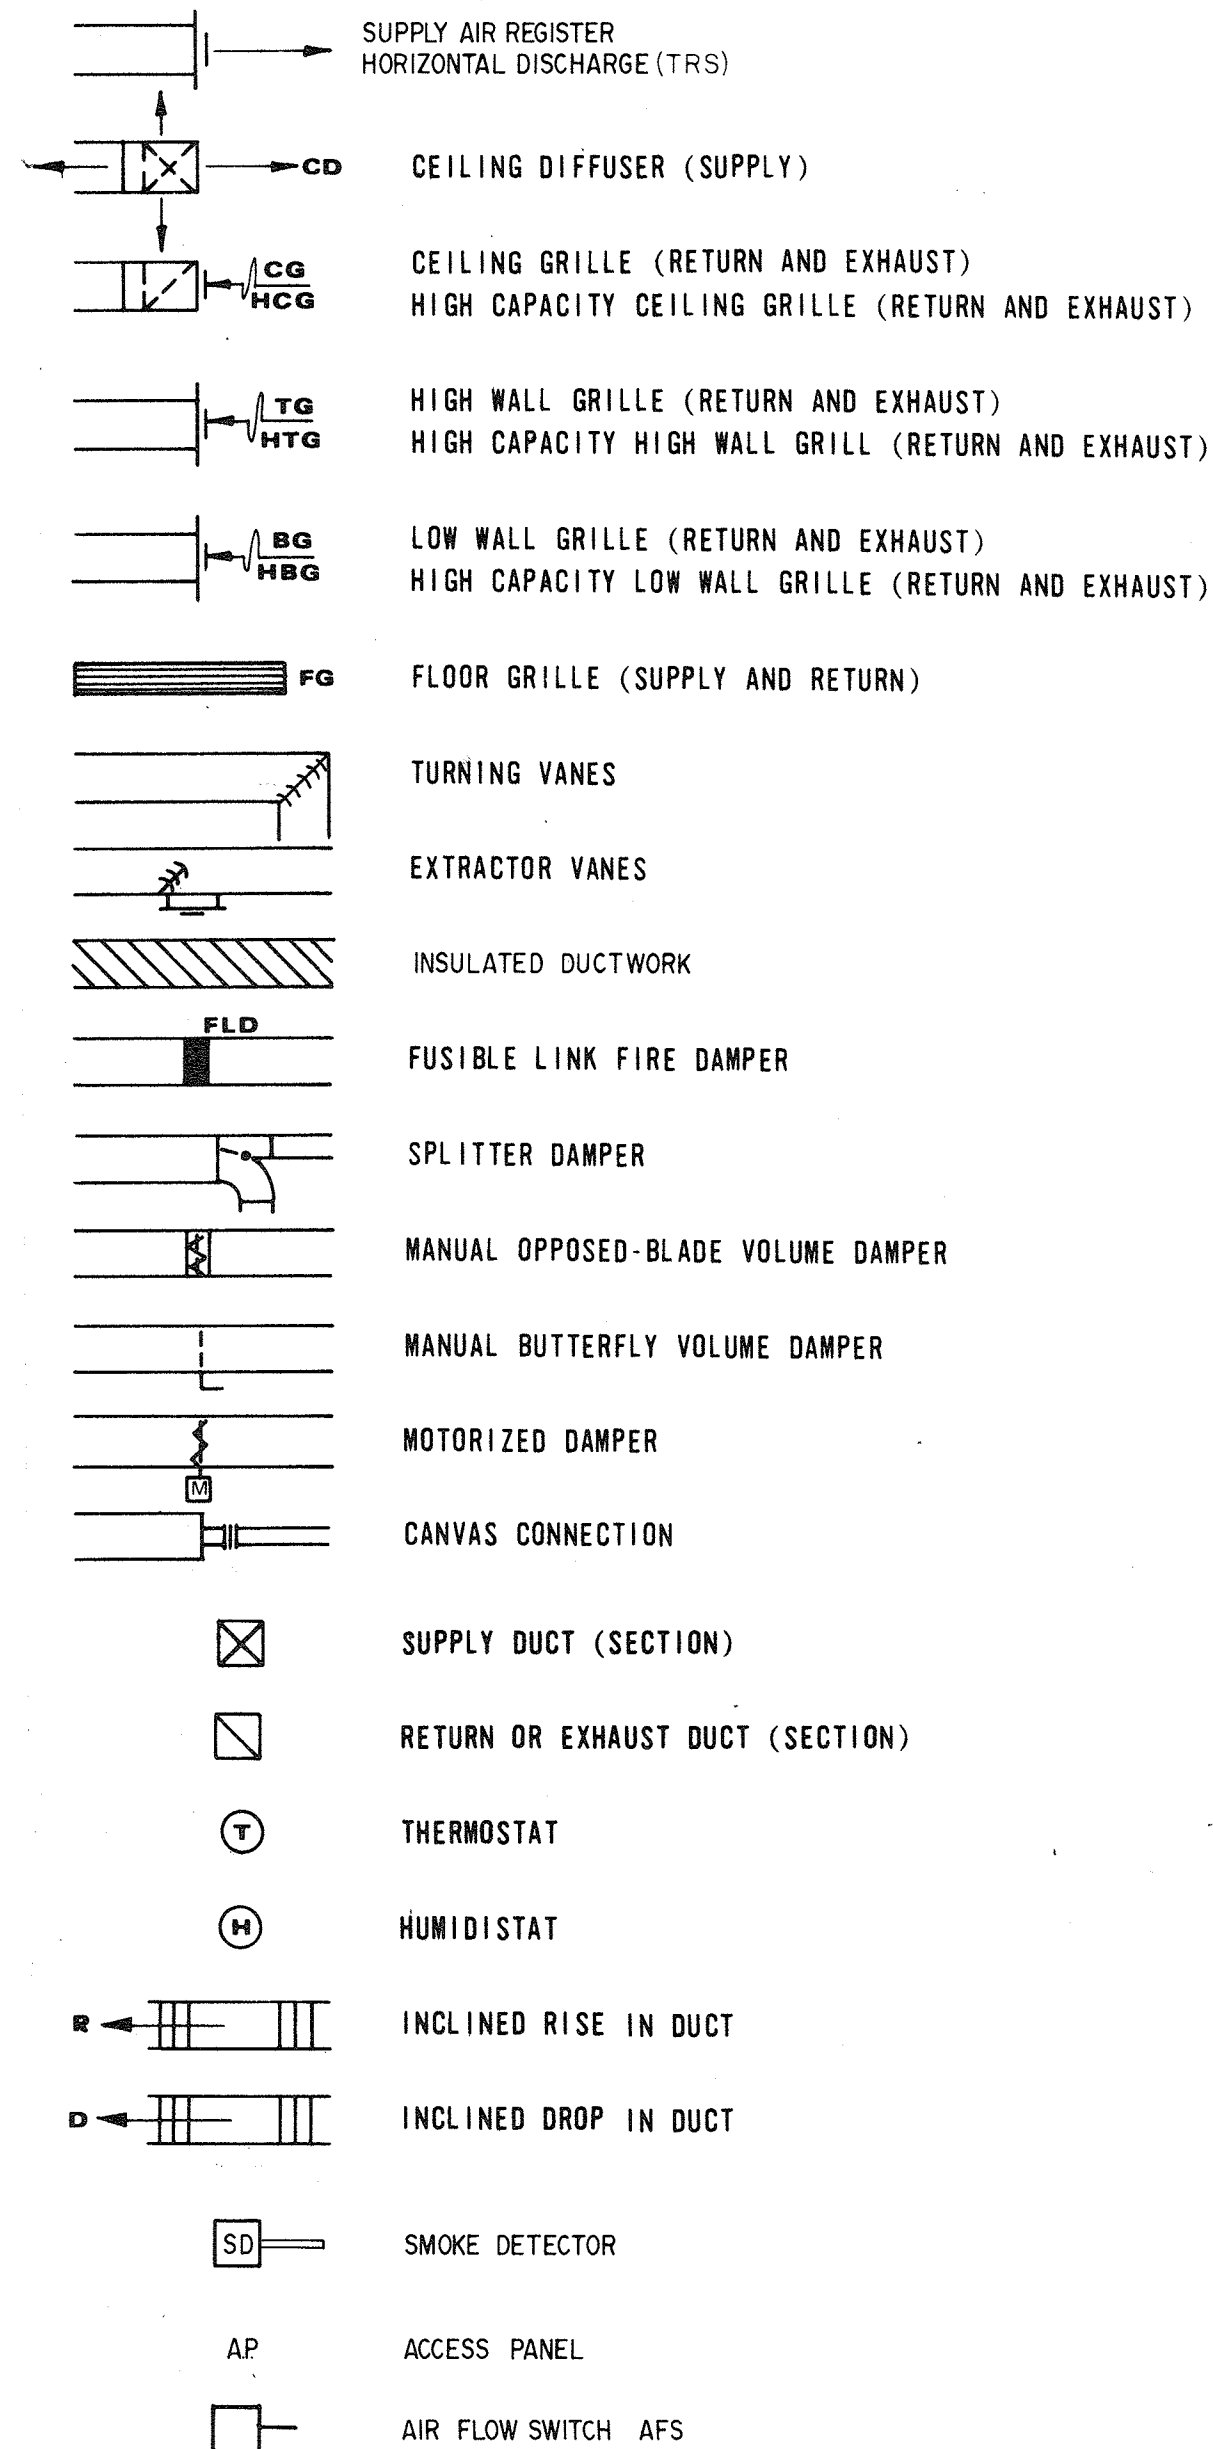 SUPPLY AIR REGISTER
HORIZONTAL DISCHARGE (TRS)
CD CEILING DIFFUSER (SUPPLY)
CG CEILING GRILLE (RETURN AND EXHAUST)
HCG HIGH CAPACITY CEILING GRILLE (RETURN AND EXHAUST)
TG HIGH WALL GRILLE (RETURN AND EXHAUST)
HTG HIGH CAPACITY HIGH WALL GRILL (RETURN AND EXHAUST)
BG LOW WALL GRILLE (RETURN AND EXHAUST)
HBG HIGH CAPACITY LOW WALL GRILLE (RETURN AND EXHAUST)
FG FLOOR GRILLE (SUPPLY AND RETURN)
TURNING VANES
EXTRACTOR VANES
INSULATED DUCTWORK
FLD
FUSIBLE LINK FIRE DAMPER
SPLITTER DAMPER
MANUAL OPPOSED-BLADE VOLUME DAMPER
MANUAL BUTTERFLY VOLUME DAMPER
MOTORIZED DAMPER
M
CANVAS CONNECTION
SUPPLY DUCT (SECTION)
RETURN OR EXHAUST DUCT (SECTION)
T THERMOSTAT
H HUMIDISTAT
R INCLINED RISE IN DUCT
D INCLINED DROP IN DUCT
SD SMOKE DETECTOR
A.P. ACCESS PANEL
AIR FLOW SWITCH AFS